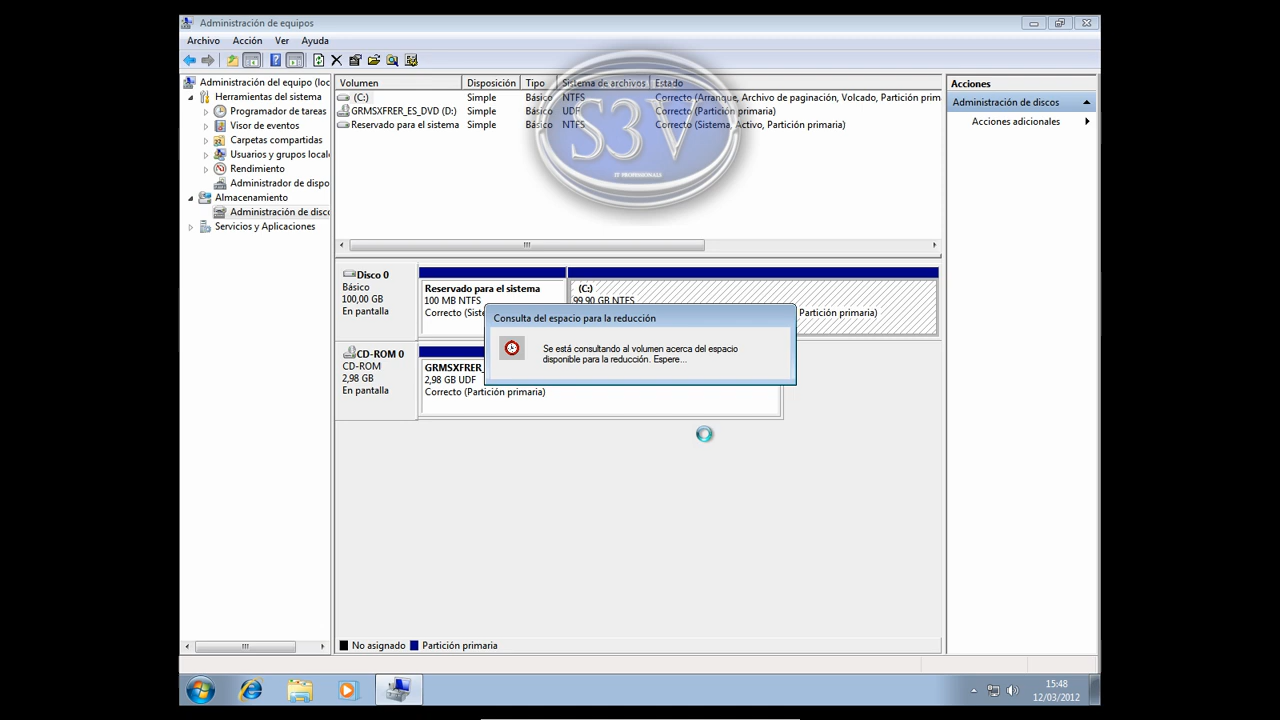 Administración de equipos
Archivo Acción Ver Ayuda
Administración del equipo (loc
Herramientas del sistema
Programador de tareas
Visor de eventos
Carpetas compartidas
Usuarios y grupos locale
Rendimiento
Administrador de dispo
Almacenamiento
Administración de disco
Servicios y Aplicaciones
Volumen Disposición Tipo Sistema de archivos Estado
(C:) Simple Básico NTFS Correcto (Arranque, Archivo de paginación, Volcado, Partición prim
GRMSXFRER_ES_DVD (D:) Simple Básico UDF Correcto (Partición primaria)
Reservado para el sistema Simple Básico NTFS Correcto (Sistema, Activo, Partición primaria)
S3V
IT PROFESIONALS
Disco 0
Básico
100,00 GB
En pantalla
Reservado para el sistema
100 MB NTFS
Correcto (Siste
(C:)
99,90 GB NTFS
Partición primaria)
Consulta del espacio para la reducción
Se está consultando al volumen acerca del espacio
disponible para la reducción. Espere...
CD-ROM 0
CD-ROM
2,98 GB
En pantalla
GRMSXFRER_
2,98 GB UDF
Correcto (Partición primaria)
No asignado Partición primaria
Acciones
Administración de discos
Acciones adicionales
15:48
12/03/2012